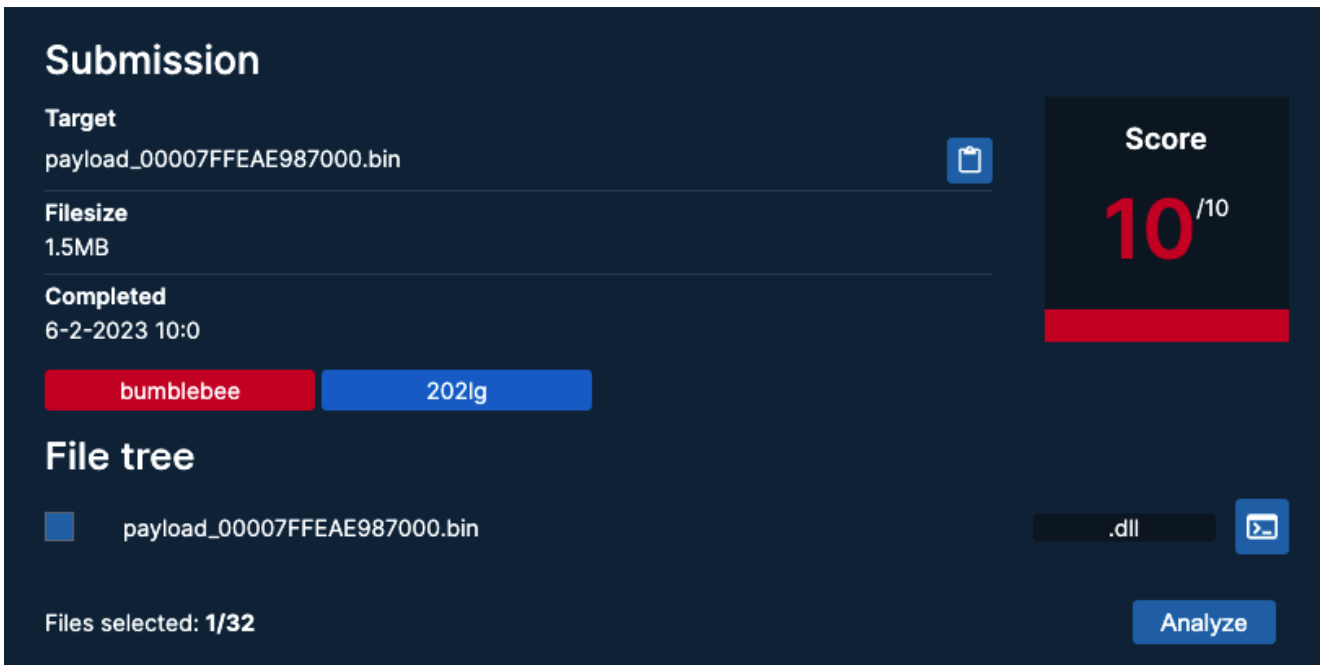 Submission
Target
payload_00007FFEAE987000.bin
Filesize
1.5MB
Completed
6-2-2023 10:0
bumblebee 202lg
Score
10/10
File tree
payload_00007FFEAE987000.bin .dll
Files selected: 1/32 Analyze